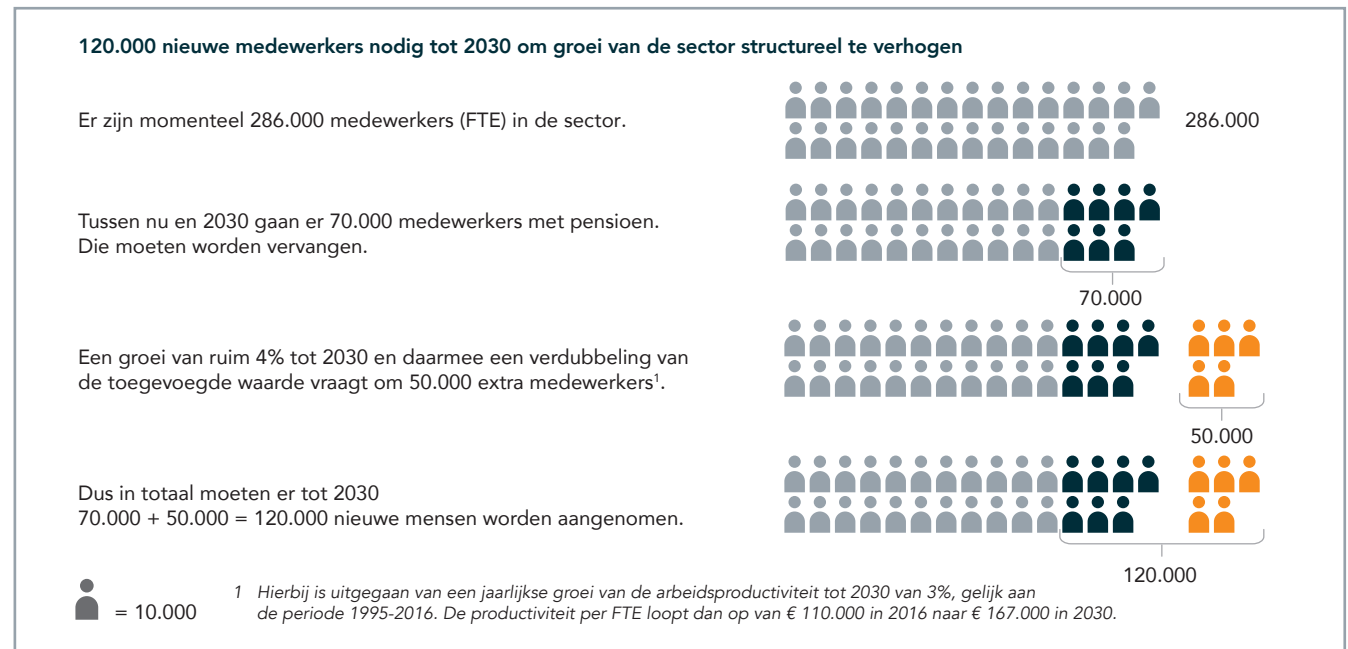 120.000 nieuwe medewerkers nodig tot 2030 om groei van de sector structureel te verhogen
Er zijn momenteel 286.000 medewerkers (FTE) in de sector.
286.000
Tussen nu en 2030 gaan er 70.000 medewerkers met pensioen.
Die moeten worden vervangen.
70.000
Een groei van ruim 4% tot 2030 en daarmee een verdubbeling van
de toegevoegde waarde vraagt om 50.000 extra medewerkers¹.
50.000
Dus in totaal moeten er tot 2030
70.000 + 50.000 = 120.000 nieuwe mensen worden aangenomen.
120.000
= 10.000
1 Hierbij is uitgegaan van een jaarlijkse groei van de arbeidsproductiviteit tot 2030 van 3%, gelijk aan
de periode 1995-2016. De productiviteit per FTE loopt dan op van € 110.000 in 2016 naar € 167.000 in 2030.